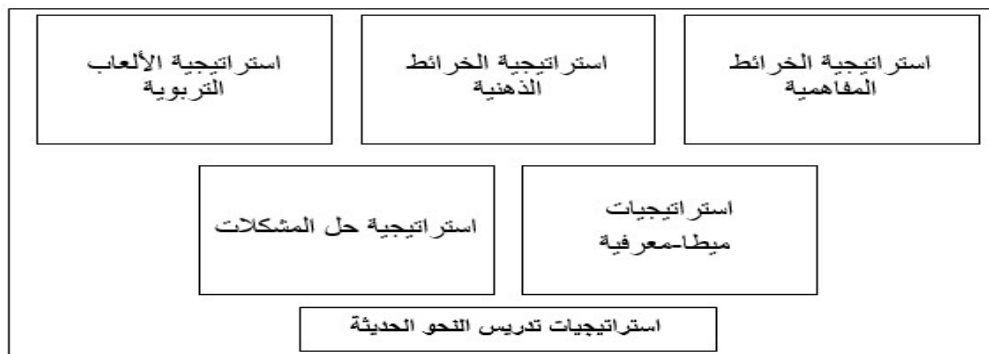 استراتيجية الخرائط
المفاهمية
استراتيجية الخرائط
الذهنية
استراتيجية الألعاب
التربوية
استراتيجيات
ميطا-معرفية
استراتيجية حل المشكلات
استراتيجيات تدريس النحو الحديثة